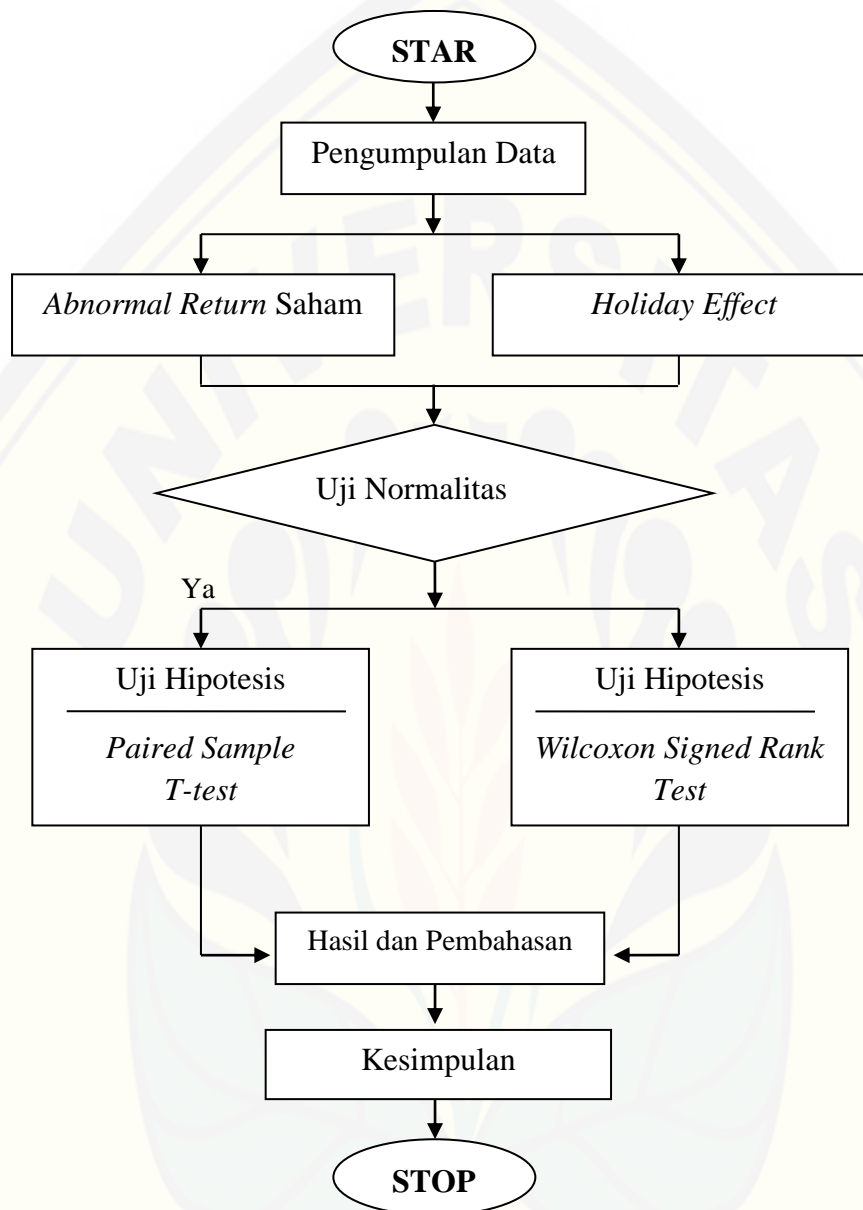 STAR
Pengumpulan Data
Abnormal Return Saham
Holiday Effect
Uji Normalitas
Ya
Uji Hipotesis
Paired Sample
T-test
Uji Hipotesis
Wilcoxon Signed Rank
Test
Hasil dan Pembahasan
Kesimpulan
STOP
UNIVERSITAS